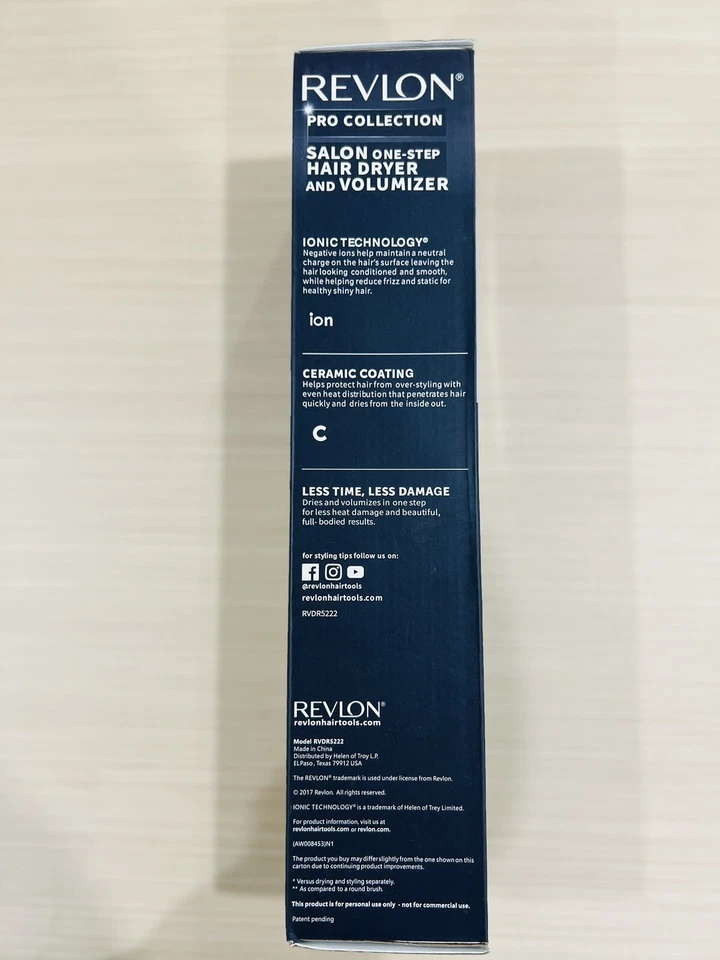 REVLON®
PRO COLLECTION
SALON ONE-STEP
HAIR DRYER
AND VOLUMIZER
IONIC TECHNOLOGY®
Negative ions help maintain a neutral
charge on the hair's surface leaving the
hair looking conditioned and smooth,
while helping reduce frizz and static for
healthy shiny hair.
ion
CERAMIC COATING
Helps protect hair from over-styling with
even heat distribution that penetrates hair
quickly and dries from the inside out.
C
LESS TIME, LESS DAMAGE
Dries and volumizes in one step
for less heat damage and beautiful,
full-bodied results.
for styling tips follow us on:
@revlonhairtools
revlonhairtools.com
RVDR5222
REVLON®
revlonhairtools.com
Model RVDR5222
Made in China
Distributed by Helen of Troy L.P.
ELPaso, Texas 79912 USA
The REVLON® trademark is used under license from Revlon.
© 2017 Revlon. All rights reserved.
IONIC TECHNOLOGY® is a trademark of Helen of Trey Limited.
For product information, visit us at
revlonhairtools.com or revlon.com.
(AW008453)N1
The product you buy may differ slightly from the one shown on this
carton due to continuing product improvements.
* Versus drying and styling separately.
** As compared to a round brush.
This product is for personal use only - not for commercial use.
Patent pending